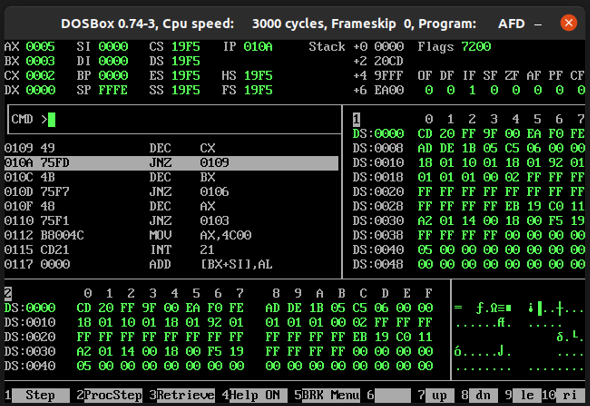 DOSBox 0.74-3, Cpu speed: 3000 cycles, Frameskip 0, Program: AFD
AX 0005 SI 0000 CS 19F5 IP 010A Stack +0 0000 Flags 7200
BX 0003 DI 0000 DS 19F5 +2 20CD
CX 0002 BP 0000 ES 19F5 HS 19F5 +4 9FFF OF DF IF SF ZF AF PF CF
DX 0000 SP FFFE SS 19F5 FS 19F5 +6 EA00 0 0 1 0 0 0 0 0
CMD >
1 0 1 2 3 4 5 6 7
DS:0000 CD 20 FF 9F 00 EA F0 FE
DS:0008 AD DE 1B 05 C5 06 00 00
DS:0010 18 01 10 01 18 01 92 01
DS:0018 01 01 01 00 02 FF FF FF
DS:0020 FF FF FF FF FF FF FF FF
DS:0028 FF FF FF FF EB 19 C0 11
DS:0030 A2 01 14 00 18 00 F5 19
DS:0038 FF FF FF FF 00 00 00 00
DS:0040 05 00 00 00 00 00 00 00
DS:0048 00 00 00 00 00 00 00 00
0109 49 DEC CX
010A 75FD JNZ 0109
010C 4B DEC BX
010D 75F7 JNZ 0106
010F 48 DEC AX
0110 75F1 JNZ 0103
0112 B8004C MOV AX,4C00
0115 CD21 INT 21
0117 0000 ADD [BX+SI],AL
2 0 1 2 3 4 5 6 7 8 9 A B C D E F
DS:0000 CD 20 FF 9F 00 EA F0 FE AD DE 1B 05 C5 06 00 00
DS:0010 18 01 10 01 18 01 92 01 01 01 01 00 02 FF FF FF
DS:0020 FF FF FF FF FF FF FF FF FF FF FF FF EB 19 C0 11
DS:0030 A2 01 14 00 18 00 F5 19 FF FF FF FF 00 00 00 00
DS:0040 05 00 00 00 00 00 00 00 00 00 00 00 00 00 00 00
1 Step 2 ProcStep 3 Retrieve 4 Help ON 5 BRK Menu 6 7 up 8 dn 9 le 10 ri